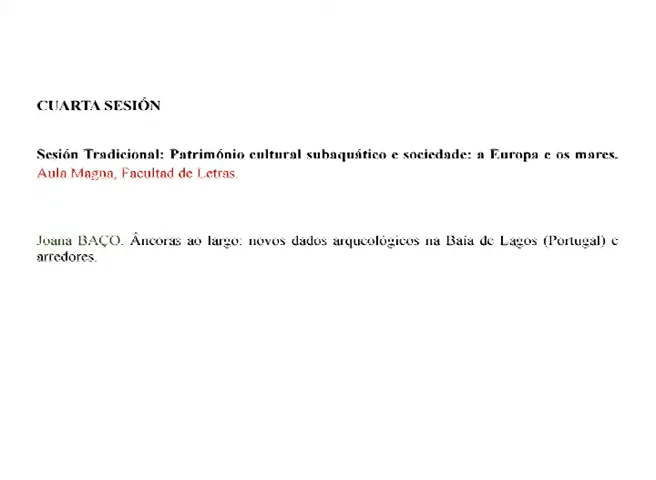 CUARTA SESIÓN
Sesión Tradicional: Património cultural subaquático e sociedade: a Europa e os mares.
Aula Magna, Facultad de Letras.
Joana BAÇO. Âncoras ao largo: novos dados arqueológicos na Baía de Lagos (Portugal) e
arredores.